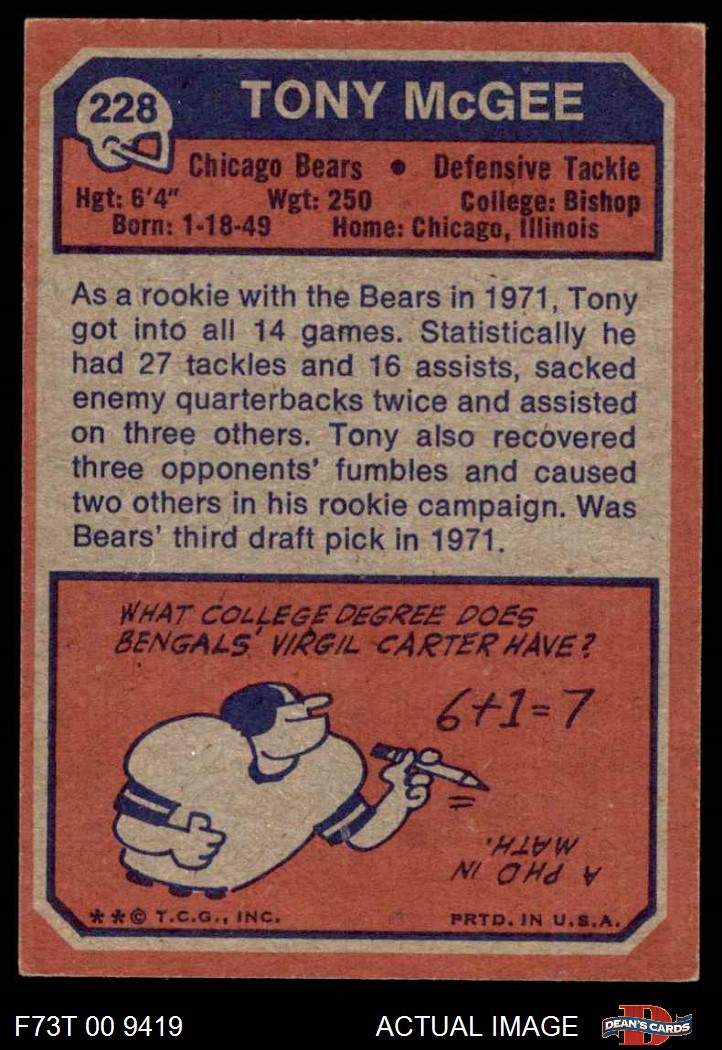 228
TONY McGEE
Chicago Bears • Defensive Tackle
Hgt: 6'4" Wgt: 250 College: Bishop
Born: 1-18-49 Home: Chicago, Illinois
As a rookie with the Bears in 1971, Tony
got into all 14 games. Statistically he
had 27 tackles and 16 assists, sacked
enemy quarterbacks twice and assisted
on three others. Tony also recovered
three opponents' fumbles and caused
two others in his rookie campaign. Was
Bears' third draft pick in 1971.
WHAT COLLEGE DEGREE DOES
BENGALS' VIRGIL CARTER HAVE?
6+1=7
A PHD IN
MATH.
**© T.C.G., INC. PRTD. IN U.S.A.
F73T 00 9419 ACTUAL IMAGE
D
DEAN'S CARDS